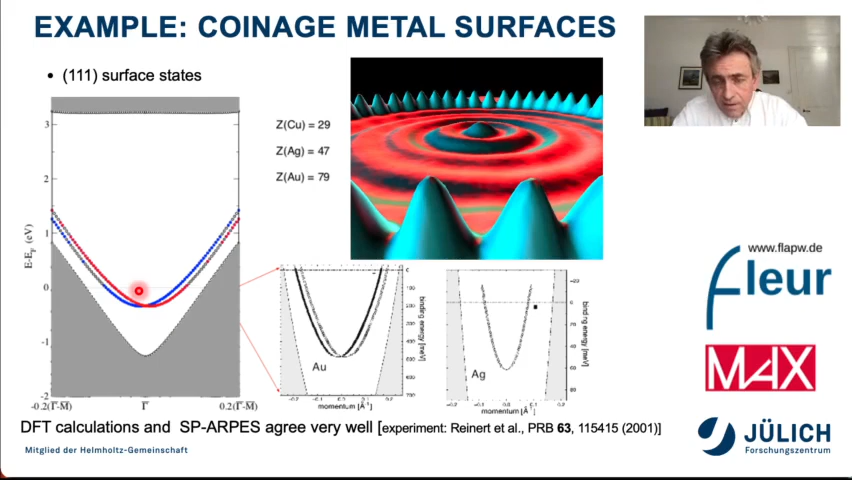 EXAMPLE: COINAGE METAL SURFACES
• (111) surface states
Z(Cu) = 29
Z(Ag) = 47
Z(Au) = 79
E-E_F (eV)
3
2
1
0
-1
-2
-0.2(Γ-M̄)
Γ̄
0.2(Γ-M̄)
Au
binding energy [meV]
momentum [Å⁻¹]
Ag
binding energy [meV]
momentum [Å⁻¹]
www.flapw.de
fleur
MAX
JÜLICH
Forschungszentrum
DFT calculations and SP-ARPES agree very well [experiment: Reinert et al., PRB 63, 115415 (2001)]
Mitglied der Helmholtz-Gemeinschaft